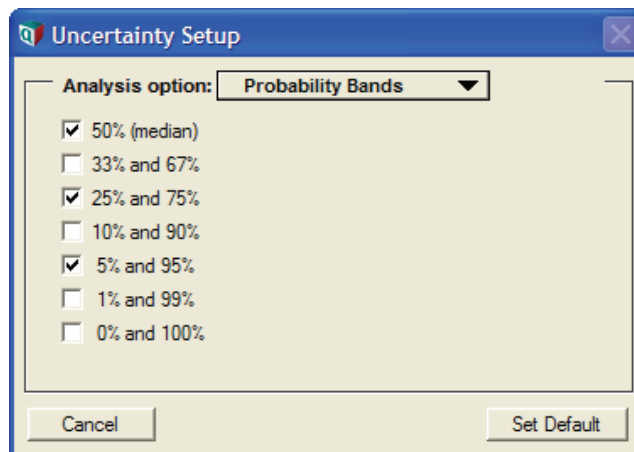 Uncertainty Setup
Analysis option: Probability Bands
50% (median)
33% and 67%
25% and 75%
10% and 90%
5% and 95%
1% and 99%
0% and 100%
Cancel Set Default